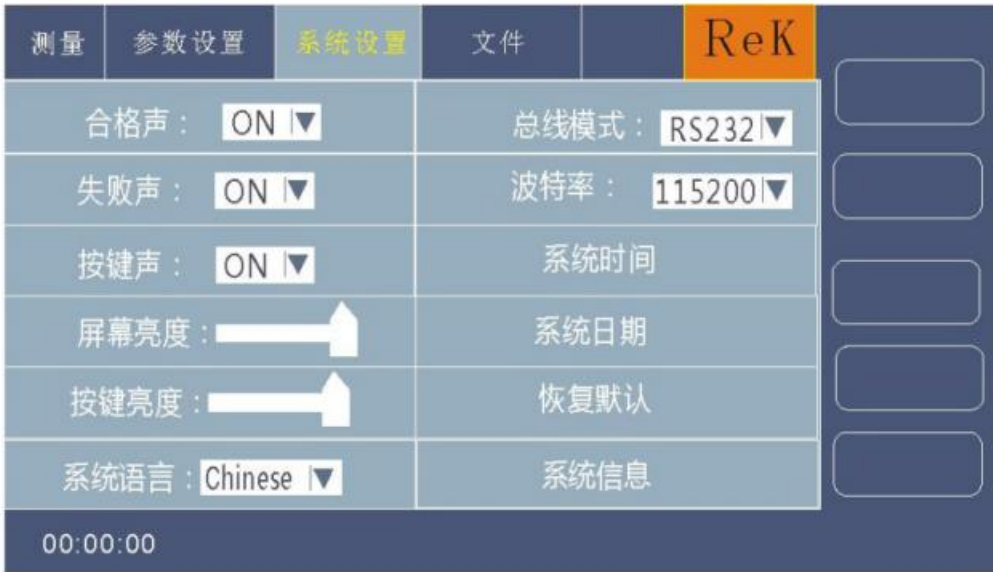 测量 参数设置 系统设置 文件 ReK
合格声： ON 总线模式： RS232
失败声： ON 波特率： 115200
按键声： ON 系统时间
屏幕亮度： 系统日期
按键亮度： 恢复默认
系统语言：Chinese 系统信息
00:00:00